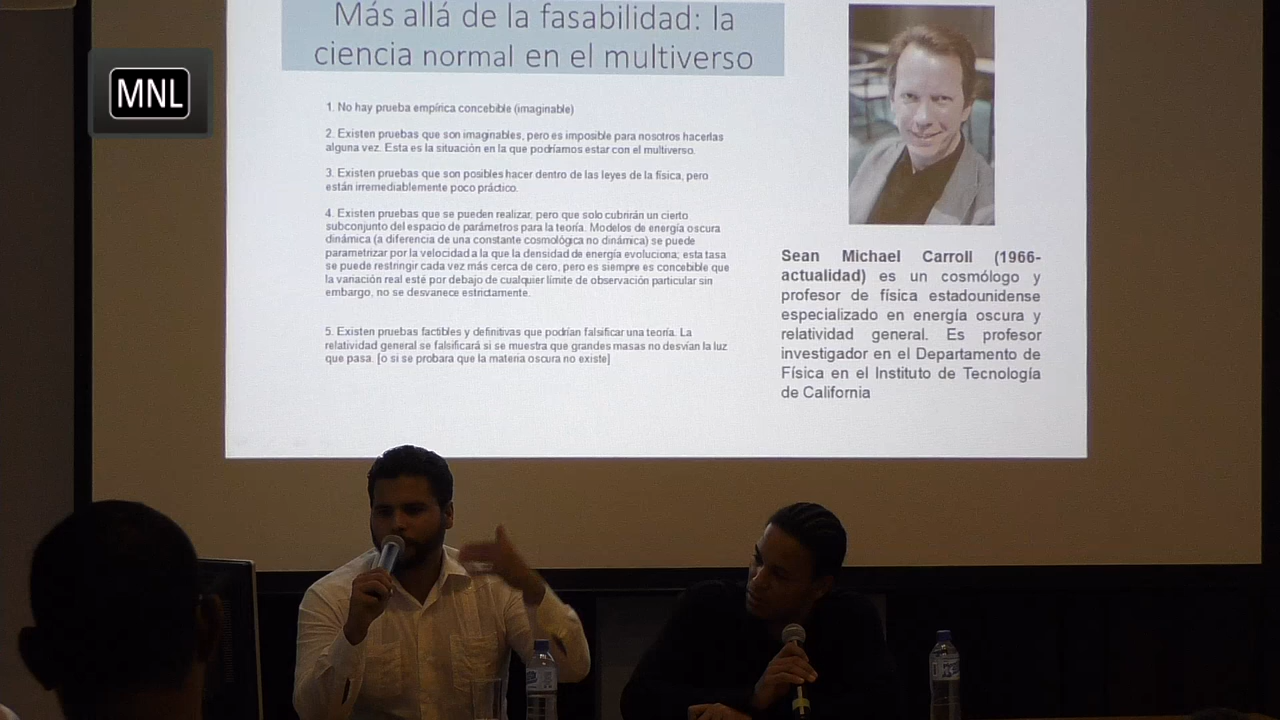 MNL
Más allá de la fasabilidad: la
ciencia normal en el multiverso
1. No hay prueba empírica concebible (imaginable)
2. Existen pruebas que son imaginables, pero es imposible para nosotros hacerlas
alguna vez. Esta es la situación en la que podríamos estar con el multiverso.
3. Existen pruebas que son posibles hacer dentro de las leyes de la física, pero
están irremediablemente poco práctico.
4. Existen pruebas que se pueden realizar, pero que solo cubrirán un cierto
subconjunto del espacio de parámetros para la teoría. Modelos de energía oscura
dinámica (a diferencia de una constante cosmológca no dinámica) se puede
parametrizar por la velocidad a la que la densidad de energía evoluciona; esta tasa
se puede restringir cada vez más cerca de cero, pero es siempre es concebible que
la variación real esté por debajo de cualquier límite de observación particular sin
embargo, no se desvanece estrictamente.
5. Existen pruebas factibles y definitivas que podrían falsificar una teoría. La
relatividad general se falsificará si se muestra que grandes masas no desvían la luz
que pasa. [o si se probara que la materia oscura no existe]
Sean Michael Carroll (1966-
actualidad) es un cosmólogo y
profesor de física estadounidense
especializado en energía oscura y
relatividad general. Es profesor
investigador en el Departamento de
Física en el Instituto de Tecnología
de California